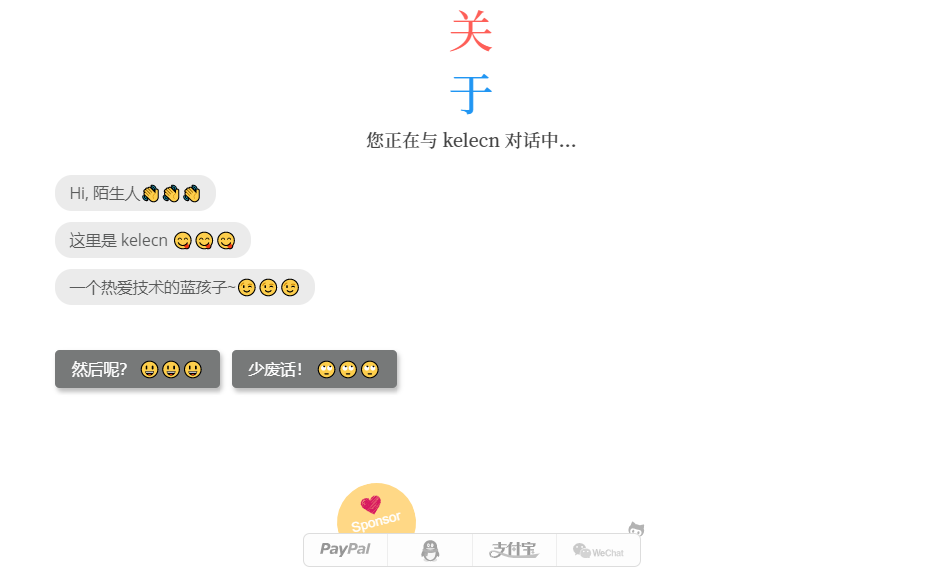 关
于
您正在与 kelecn 对话中...
Hi, 陌生人👏👏👏
这里是 kelecn 😋😋😋
一个热爱技术的蓝孩子~😉😉😉
然后呢? 😀😀😀 少废话! 🙄🙄🙄
Sponsor
PayPal 支付宝 WeChat